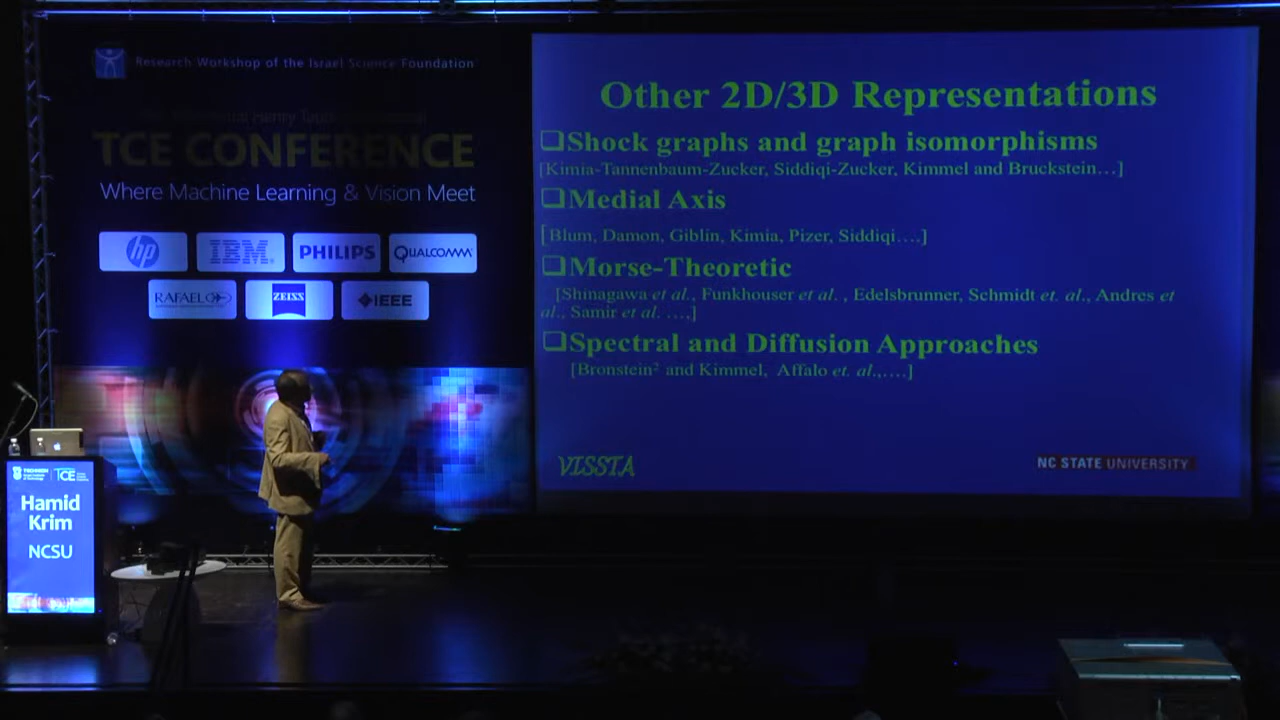 Research Workshop of the Israel Science Foundation
TCE CONFERENCE
Where Machine Learning & Vision Meet
hp
IBM
PHILIPS
QUALCOMM
RAFAEL
ZEISS
IEEE
TECHNION
TCE
Hamid
Krim
NCSU
Other 2D/3D Representations
Shock graphs and graph isomorphisms
[Kimia-Tannenbaum-Zucker, Siddiqi-Zucker, Kimmel and Bruckstein…]
Medial Axis
[Blum, Damon, Giblin, Kimia, Pizer, Siddiqi….]
Morse-Theoretic
[Shinagawa et al., Funkhouser et al. , Edelsbrunner, Schmidt et. al., Andres et
al., Samir et al. ….]
Spectral and Diffusion Approaches
[Bronstein² and Kimmel, Affalo et. al.,….]
VISSTA
NC STATE UNIVERSITY